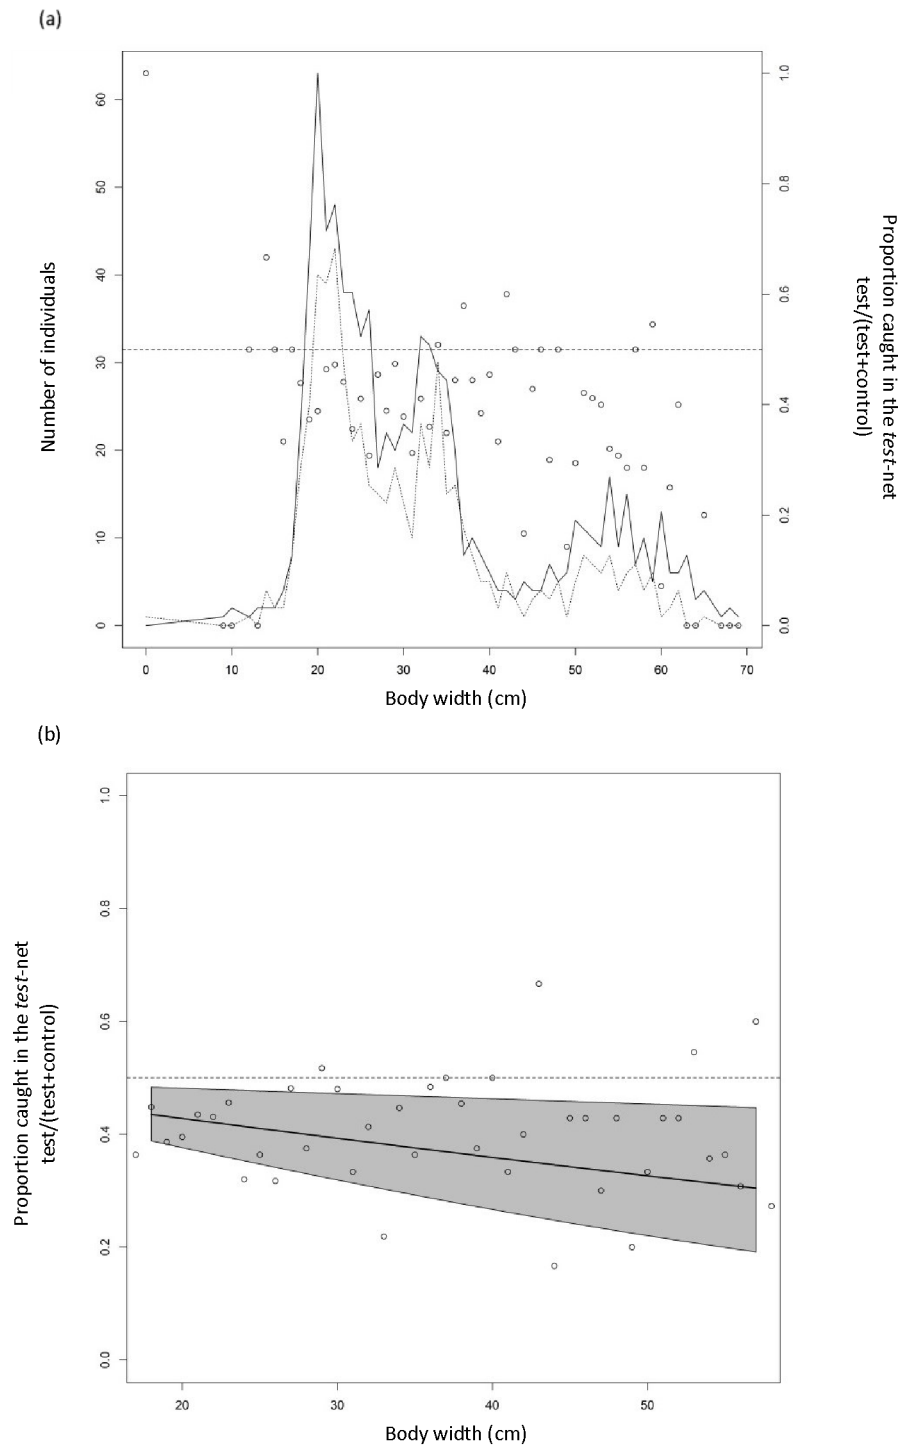 (a)
60
50
40
30
20
10
0
Number of individuals
1.0
0.8
0.6
0.4
0.2
0.0
Proportion caught in the test-net
test/(test+control)
0 10 20 30 40 50 60 70
Body width (cm)
(b)
1.0
0.8
0.6
0.4
0.2
0.0
Proportion caught in the test-net
test/(test+control)
20 30 40 50
Body width (cm)